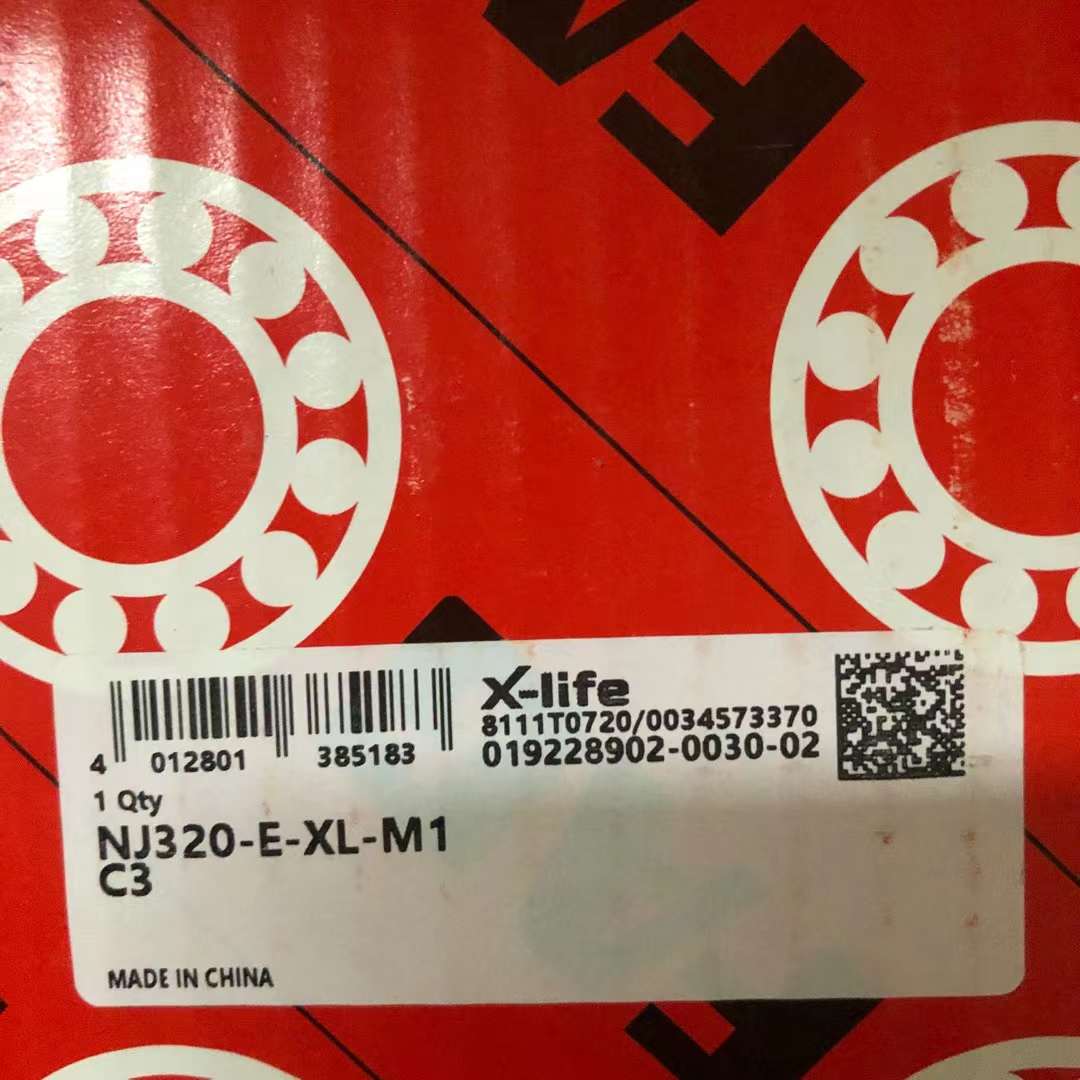 X-life
8111T0720/0034573370
019228902-0030-02
4 012801 385183
1 Qty
NJ320-E-XL-M1
C3
MADE IN CHINA